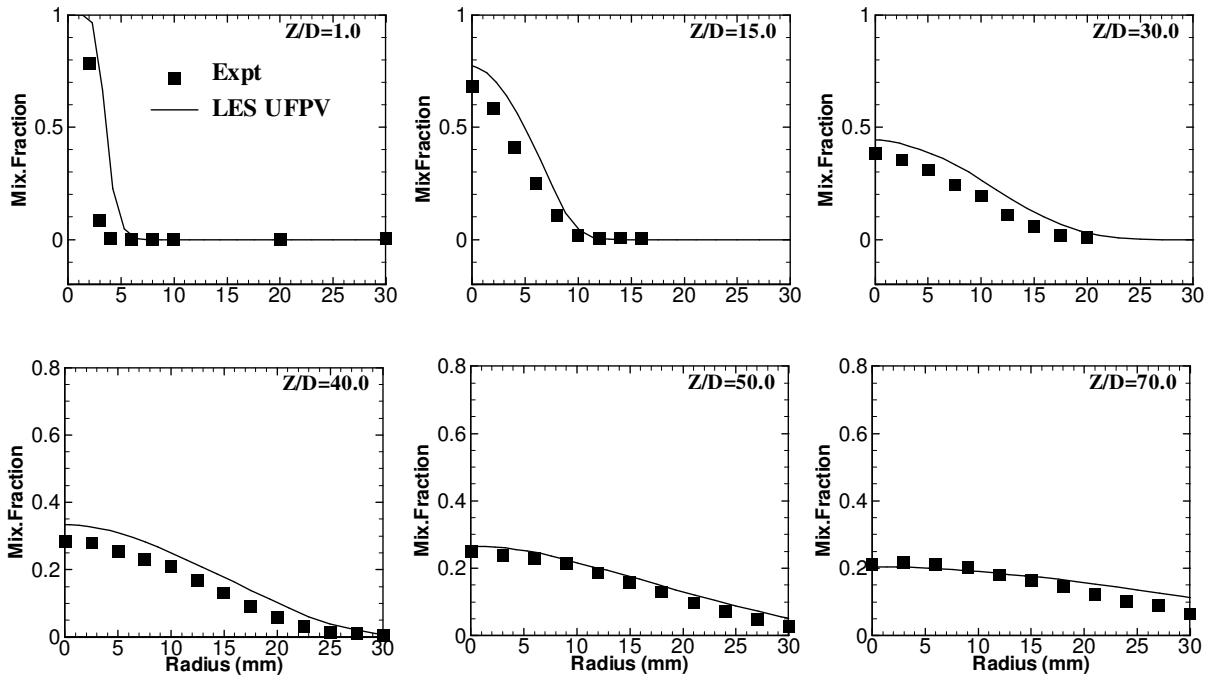 Z/D=1.0
Expt
LES UFPV
Mix.Fraction
1
0.5
0
0 5 10 15 20 25 30
Z/D=15.0
MixFraction
1
0.5
0
0 5 10 15 20 25 30
Z/D=30.0
Mix.Fraction
1
0.5
0
0 5 10 15 20 25 30
Z/D=40.0
Mix.Fraction
0.8
0.6
0.4
0.2
0
0 5 10 15 20 25 30
Radius (mm)
Z/D=50.0
Mix.Fraction
0.8
0.6
0.4
0.2
0
0 5 10 15 20 25 30
Radius (mm)
Z/D=70.0
Mix.Fraction
0.8
0.6
0.4
0.2
0
0 5 10 15 20 25 30
Radius (mm)